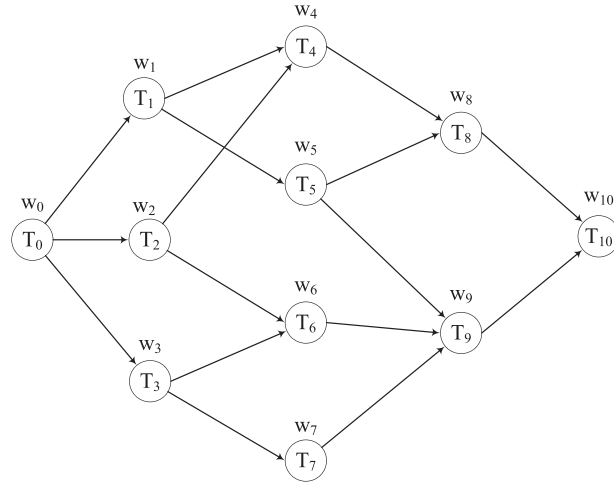 w₄
T₄
w₁
T₁
w₈
T₈
w₅
T₅
w₀
T₀
w₂
T₂
w₁₀
T₁₀
w₆
T₆
w₉
T₉
w₃
T₃
w₇
T₇